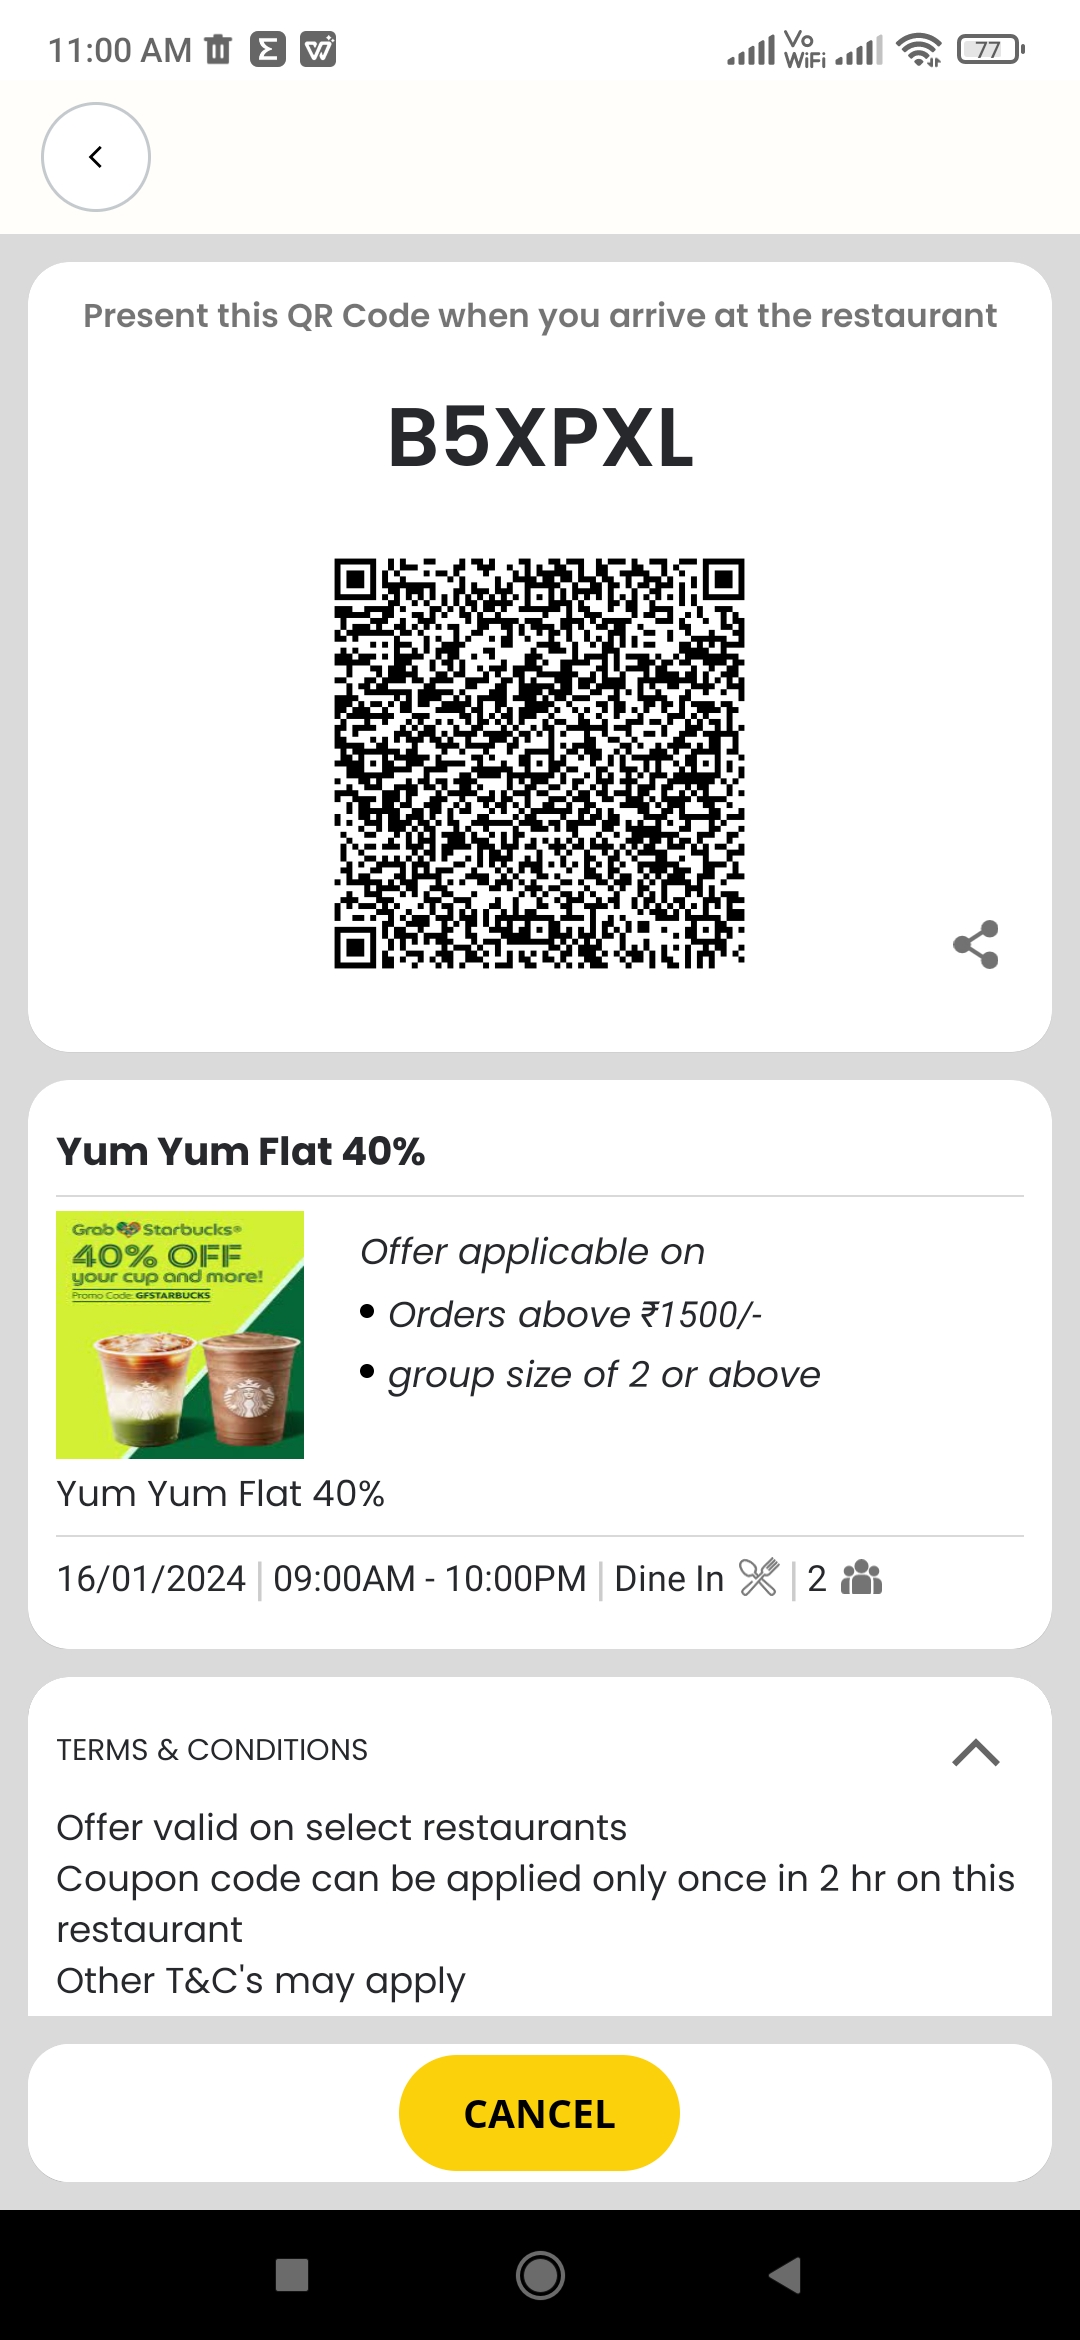 11:00 AM
Vo
WiFi
77
Present this QR Code when you arrive at the restaurant
B5XPXL
Yum Yum Flat 40%
Grab Starbucks®
40% OFF
your cup and more!
Promo Code: GFSTARBUCKS
Offer applicable on
• Orders above ₹1500/-
• group size of 2 or above
Yum Yum Flat 40%
16/01/2024 | 09:00AM - 10:00PM | Dine In | 2
TERMS & CONDITIONS
Offer valid on select restaurants
Coupon code can be applied only once in 2 hr on this
restaurant
Other T&C's may apply
CANCEL